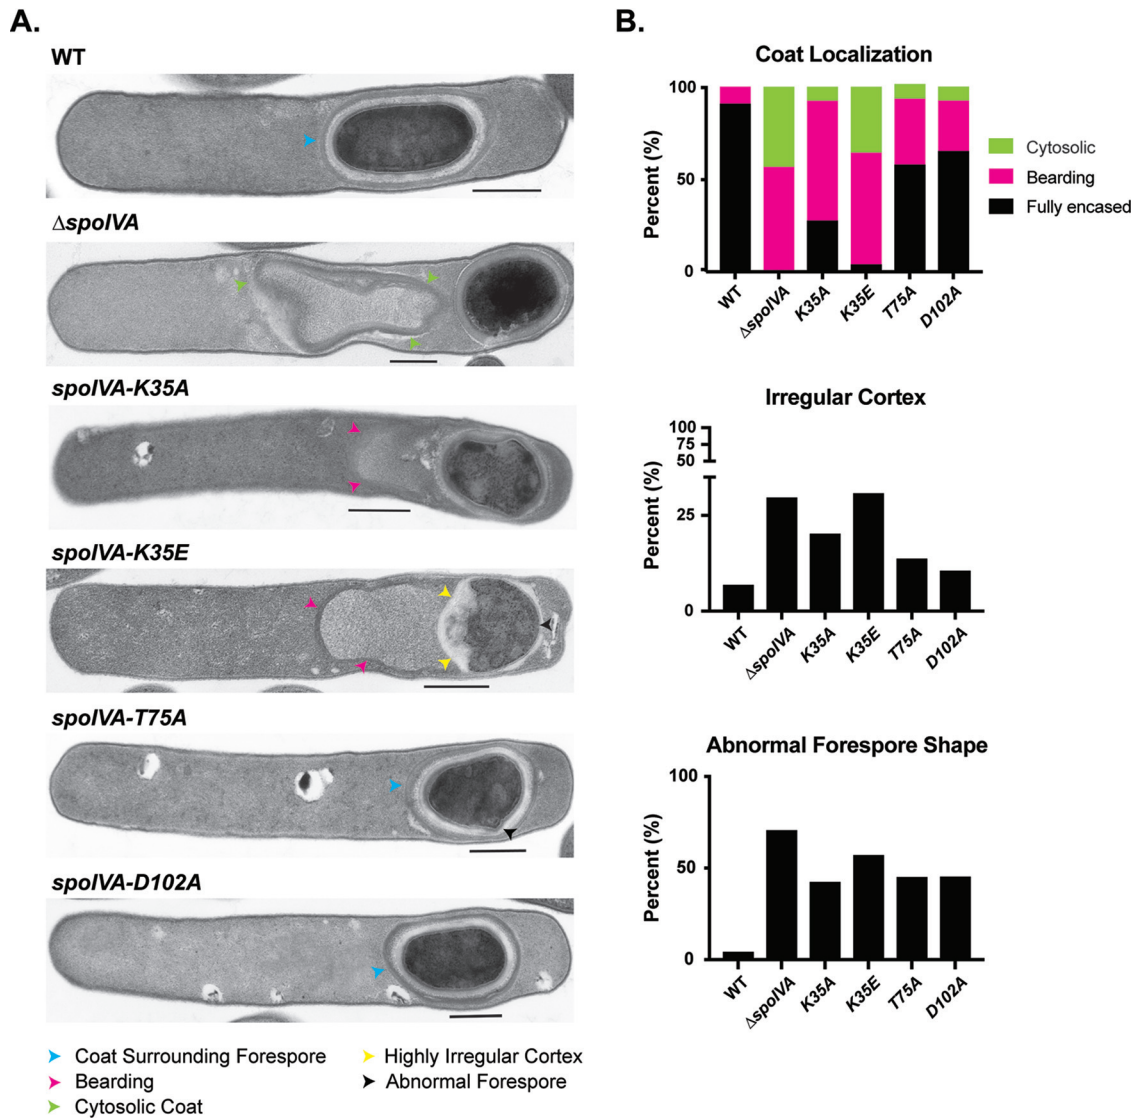 A.
WT
ΔspoIVA
spoIVA-K35A
spoIVA-K35E
spoIVA-T75A
spoIVA-D102A
Coat Surrounding Forespore
Bearding
Cytosolic Coat
Highly Irregular Cortex
Abnormal Forespore
B.
Coat Localization
Percent (%)
100
50
0
WT
ΔspoIVA
K35A
K35E
T75A
D102A
Cytosolic
Bearding
Fully encased
Irregular Cortex
Percent (%)
100
75
50
25
0
WT
ΔspoIVA
K35A
K35E
T75A
D102A
Abnormal Forespore Shape
Percent (%)
100
50
0
WT
ΔspoIVA
K35A
K35E
T75A
D102A